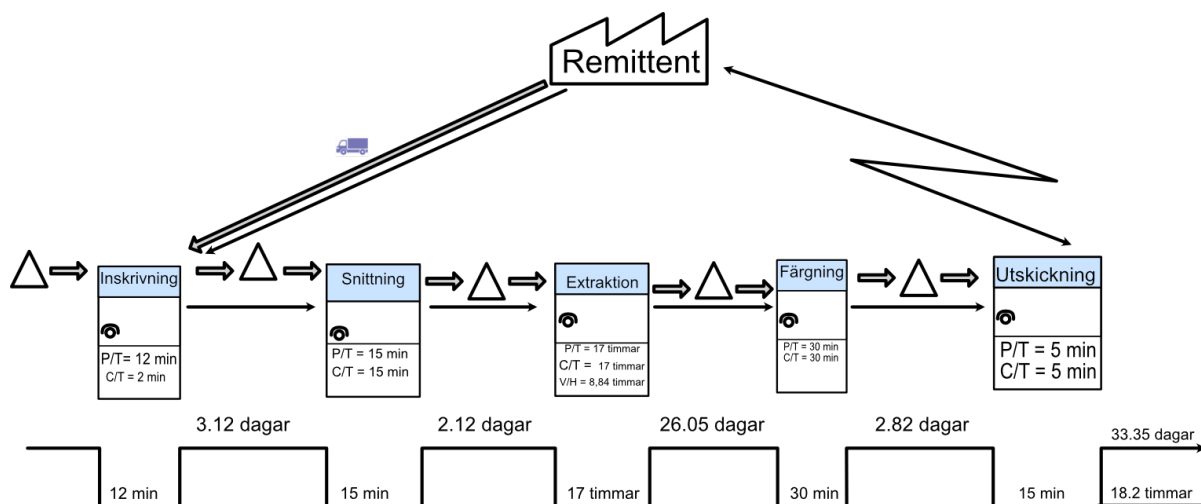 Remittent
Inskrivning
P/T= 12 min
C/T= 2 min
Snittning
P/T = 15 min
C/T = 15 min
Extraktion
P/T = 17 timmar
C/T = 17 timmar
V/H = 8,84 timmar
Färgning
P/T = 30 min
C/T = 30 min
Utskickning
P/T = 5 min
C/T = 5 min
3.12 dagar
2.12 dagar
26.05 dagar
2.82 dagar
33.35 dagar
12 min
15 min
17 timmar
30 min
15 min
18.2 timmar